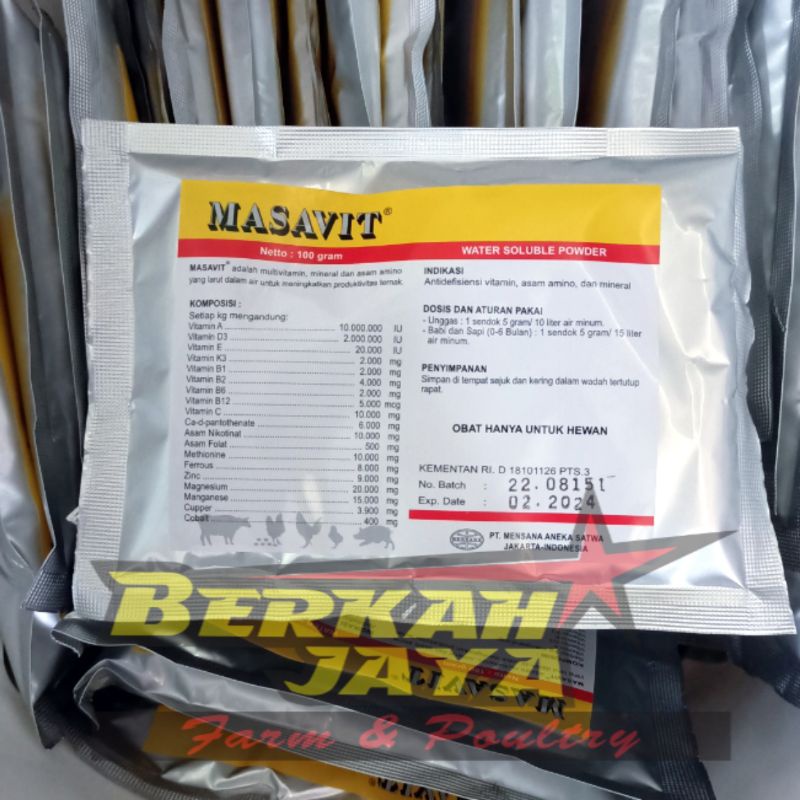 MASAVIT®
Netto : 100 gram
WATER SOLUBLE POWDER
MASAVIT® adalah multivitamin, mineral dan asam amino
yang larut dalam air untuk meningkatkan produktivitas ternak.
KOMPOSISI :
Setiap kg mengandung:
Vitamin A 10.000.000 IU
Vitamin D3 2.000.000 IU
Vitamin E 20.000 IU
Vitamin K3 2.000 mg
Vitamin B1 2.000 mg
Vitamin B2 4.000 mg
Vitamin B6 2.000 mg
Vitamin B12 5.000 mcg
Vitamin C 10.000 mg
Ca-d-pantothenate 6.000 mg
Asam Nikotinat 10.000 mg
Asam Folat 500 mg
Methionine 10.000 mg
Ferrous 8.000 mg
Zinc 9.000 mg
Magnesium 20.000 mg
Manganese 15.000 mg
Cupper 3.900 mg
Cobalt 400 mg
INDIKASI
Antidefisiensi vitamin, asam amino, dan mineral
DOSIS DAN ATURAN PAKAI
- Unggas : 1 sendok 5 gram/ 10 liter air minum.
- Babi dan Sapi (0-6 Bulan) : 1 sendok 5 gram/ 15 liter
air minum.
PENYIMPANAN
Simpan di tempat sejuk dan kering dalam wadah tertutup
rapat.
OBAT HANYA UNTUK HEWAN
KEMENTAN RI. D 18101126 PTS.3
No. Batch : 22.08151
Exp. Date : 02.2024
MENSANA
PT. MENSANA ANEKA SATWA
JAKARTA-INDONESIA
BERKAH
JAYA
Farm & Poultry
MASAVIT